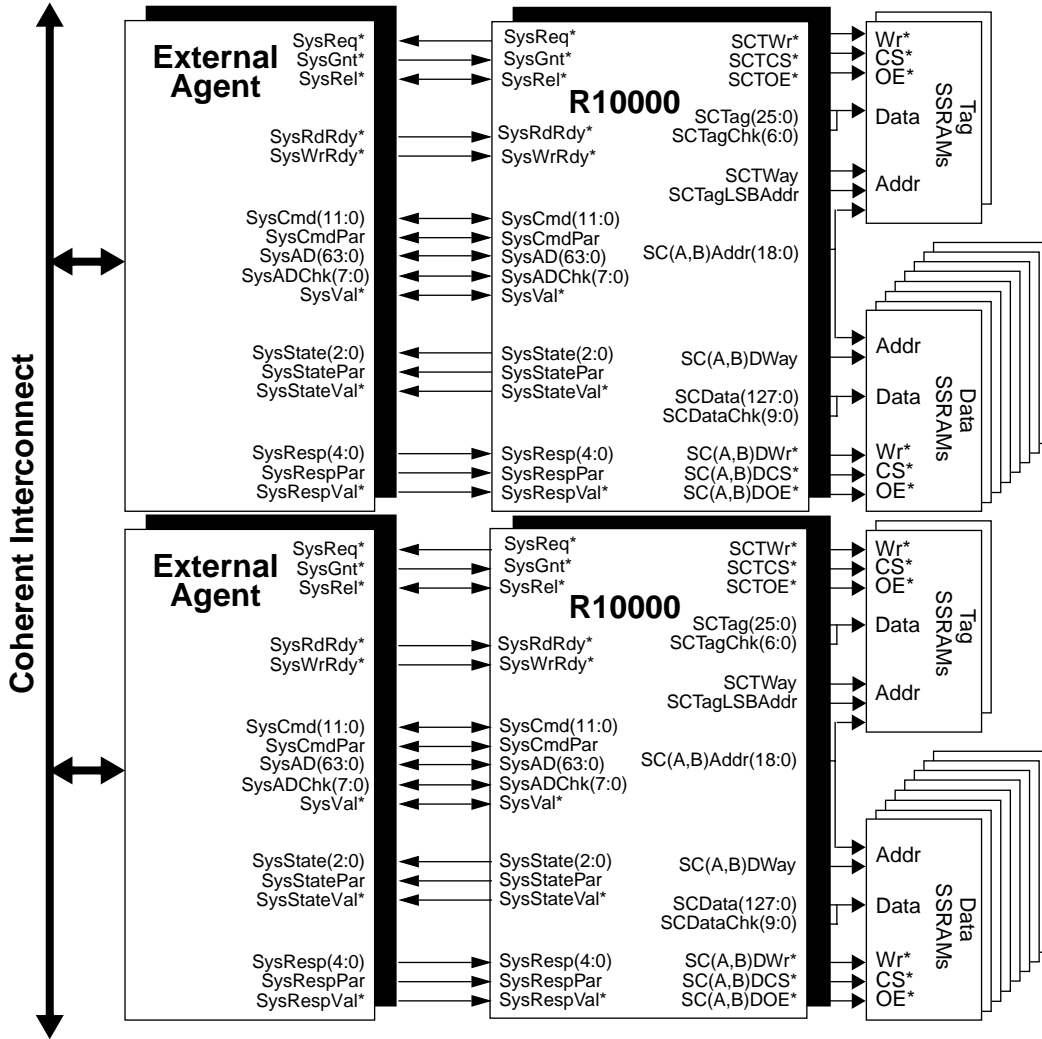 Coherent Interconnect
External
Agent
SysReq*
SysGnt*
SysRel*
SysRdRdy*
SysWrRdy*
SysCmd(11:0)
SysCmdPar
SysAD(63:0)
SysADChk(7:0)
SysVal*
SysState(2:0)
SysStatePar
SysStateVal*
SysResp(4:0)
SysRespPar
SysRespVal*
SysReq*
SysGnt*
SysRel*
R10000
SysRdRdy*
SysWrRdy*
SysCmd(11:0)
SysCmdPar
SysAD(63:0)
SysADChk(7:0)
SysVal*
SysState(2:0)
SysStatePar
SysStateVal*
SysResp(4:0)
SysRespPar
SysRespVal*
SCTWr*
SCTCS*
SCTOE*
SCTag(25:0)
SCTagChk(6:0)
SCTWay
SCTagLSBAddr
SC(A,B)Addr(18:0)
SC(A,B)DWay
SCData(127:0)
SCDataChk(9:0)
SC(A,B)DWr*
SC(A,B)DCS*
SC(A,B)DOE*
Wr*
CS*
OE*
Data
Addr
Tag
SSRAMs
Addr
Data
Wr*
CS*
OE*
Data
SSRAMs
External
Agent
SysReq*
SysGnt*
SysRel*
SysRdRdy*
SysWrRdy*
SysCmd(11:0)
SysCmdPar
SysAD(63:0)
SysADChk(7:0)
SysVal*
SysState(2:0)
SysStatePar
SysStateVal*
SysResp(4:0)
SysRespPar
SysRespVal*
SysReq*
SysGnt*
SysRel*
R10000
SysRdRdy*
SysWrRdy*
SysCmd(11:0)
SysCmdPar
SysAD(63:0)
SysADChk(7:0)
SysVal*
SysState(2:0)
SysStatePar
SysStateVal*
SysResp(4:0)
SysRespPar
SysRespVal*
SCTWr*
SCTCS*
SCTOE*
SCTag(25:0)
SCTagChk(6:0)
SCTWay
SCTagLSBAddr
SC(A,B)Addr(18:0)
SC(A,B)DWay
SCData(127:0)
SCDataChk(9:0)
SC(A,B)DWr*
SC(A,B)DCS*
SC(A,B)DOE*
Wr*
CS*
OE*
Data
Addr
Tag
SSRAMs
Addr
Data
Wr*
CS*
OE*
Data
SSRAMs